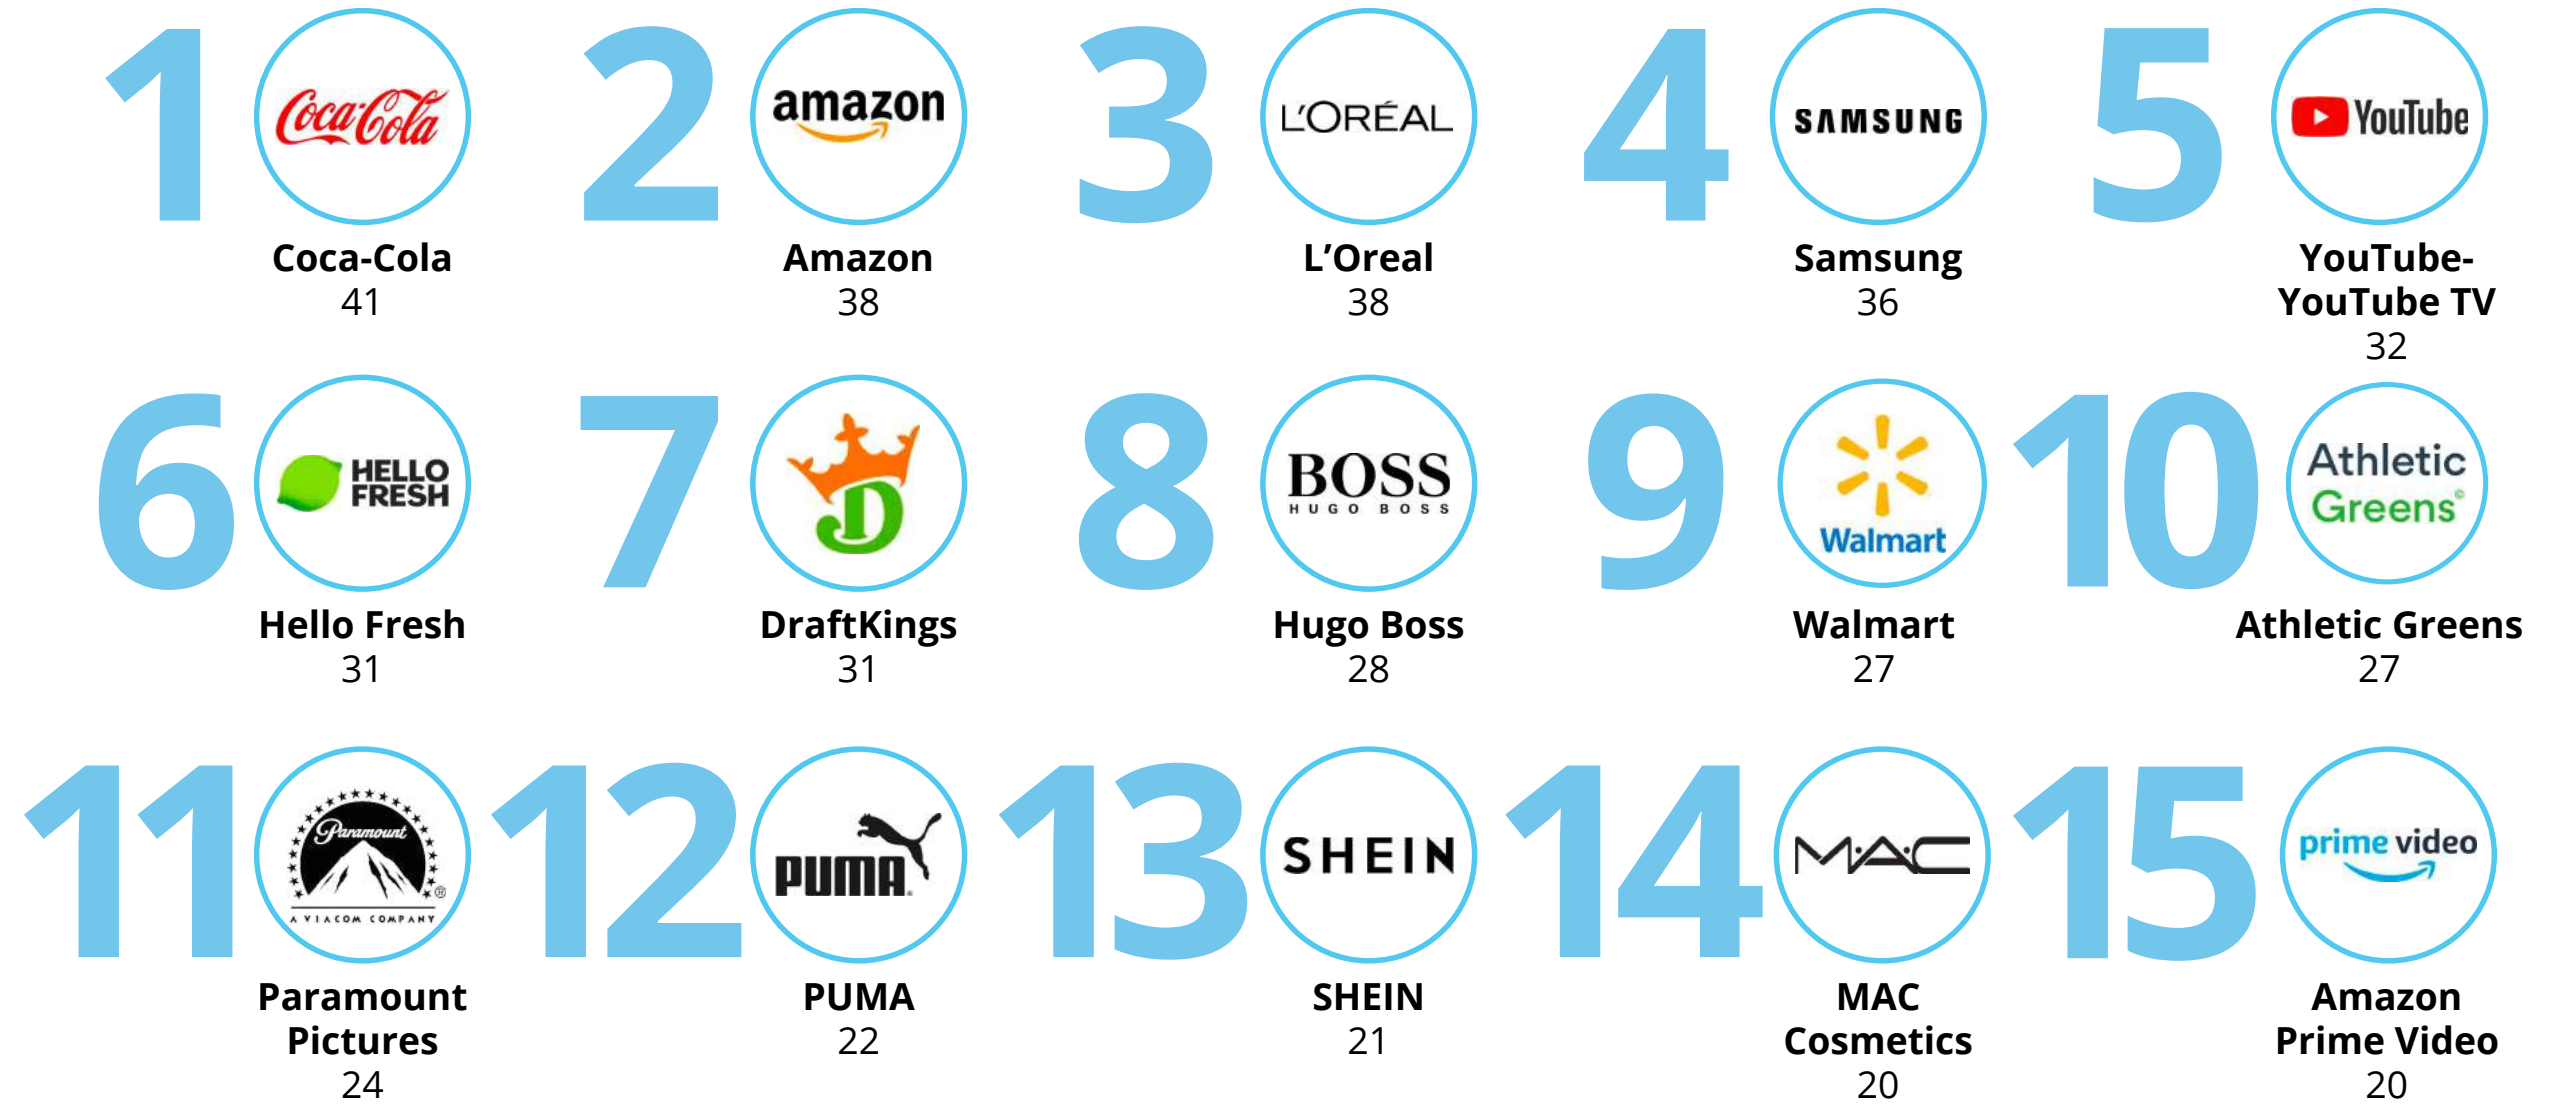 1
Coca-Cola
Coca-Cola
41
2
amazon
Amazon
38
3
L'ORÉAL
L’Oreal
38
4
SAMSUNG
Samsung
36
5
YouTube
YouTube-
YouTube TV
32
6
HELLO
FRESH
Hello Fresh
31
7
D
DraftKings
31
8
BOSS
HUGO BOSS
Hugo Boss
28
9
Walmart
Walmart
27
10
Athletic
Greens©
Athletic Greens
27
11
Paramount
®
A VIACOM COMPANY
Paramount
Pictures
24
12
PUMA
PUMA
22
13
SHEIN
SHEIN
21
14
M·A·C
MAC
Cosmetics
20
15
prime video
Amazon
Prime Video
20